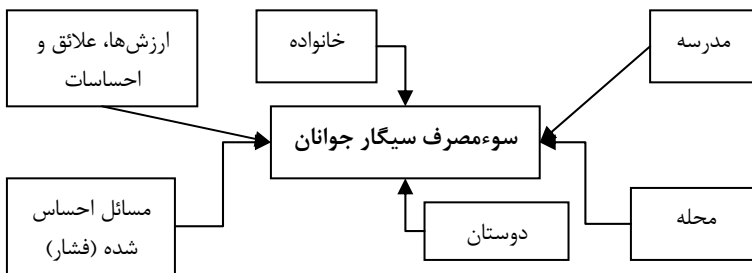 مدرسه
خانواده
ارزش‌ها، علائق و
احساسات
سوءمصرف سیگار جوانان
محله
دوستان
مسائل احساس
شده (فشار)